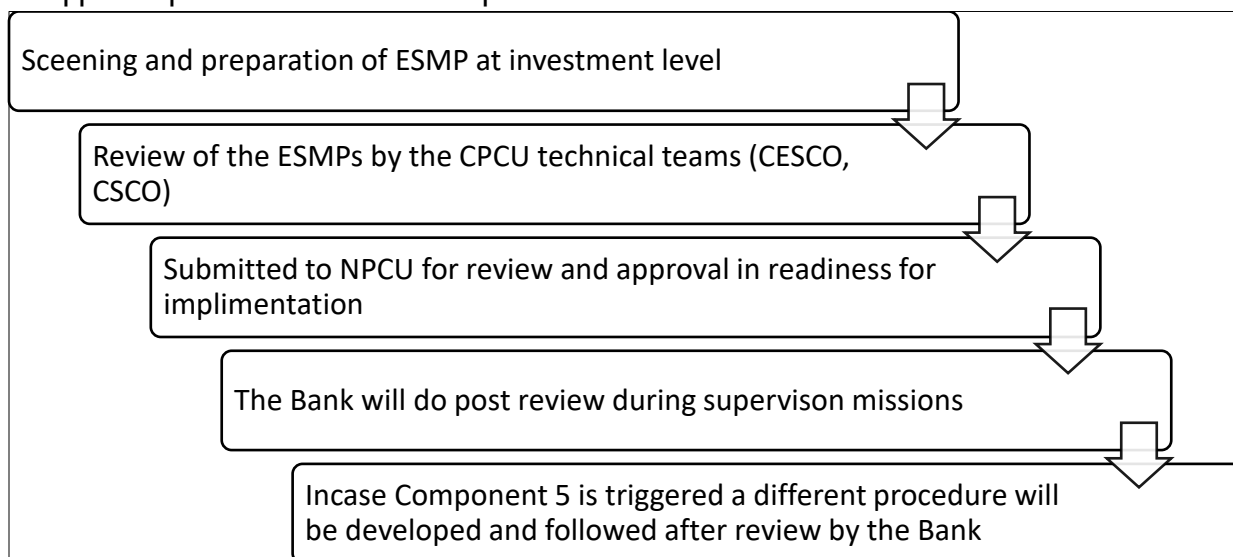 Sceening and preparation of ESMP at investment level
Review of the ESMPs by the CPCU technical teams (CESCO,
CSCO)
Submitted to NPCU for review and approval in readiness for
implimentation
The Bank will do post review during supervison missions
Incase Component 5 is triggered a different procedure will
be developed and followed after review by the Bank